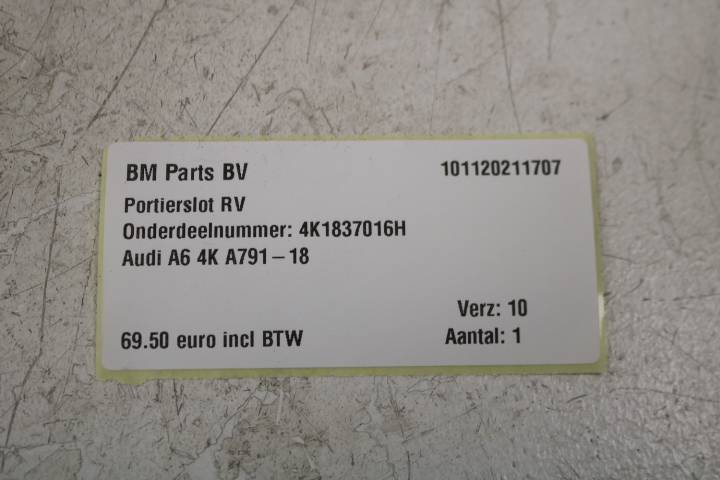 BM Parts BV 101120211707
Portierslot RV
Onderdeelnummer: 4K1837016H
Audi A6 4K A791-18
Verz: 10
69.50 euro incl BTW Aantal: 1